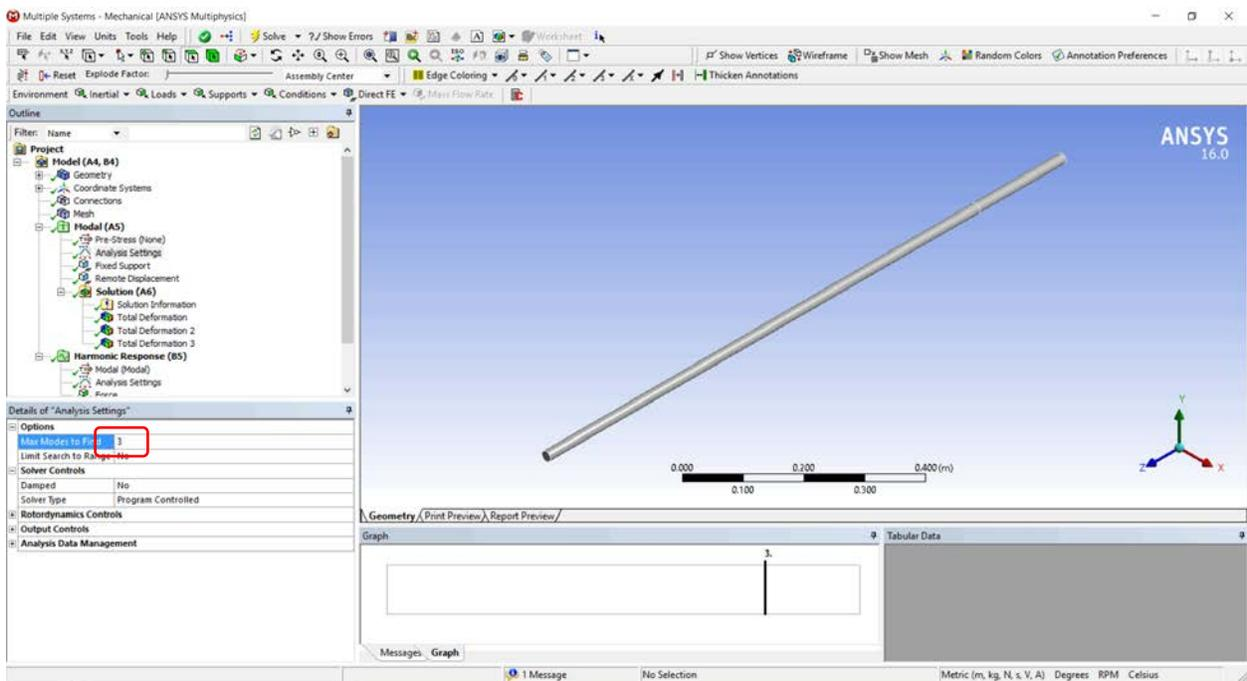 Multiple Systems - Mechanical [ANSYS Multiphysics]
File Edit View Units Tools Help Solve ?/ Show Errors Worksheet
Show Vertices Wireframe Show Mesh Random Colors Annotation Preferences
Reset Explode Factor: Assembly Center Edge Coloring Thicken Annotations
Environment Inertial Loads Supports Conditions Direct FE Mass Flow Rate
Outline
Filter: Name
Project
Model (A4, B4)
Geometry
Coordinate Systems
Connections
Mesh
Modal (A5)
Pre-Stress (None)
Analysis Settings
Fixed Support
Remote Displacement
Solution (A6)
Solution Information
Total Deformation
Total Deformation 2
Total Deformation 3
Harmonic Response (B5)
Modal (Modal)
Analysis Settings
Force
ANSYS
16.0
Details of "Analysis Settings"
Options
Max Modes to Find 3
Limit Search to Range No
Solver Controls
Damped No
Solver Type Program Controlled
Rotordynamics Controls
Output Controls
Analysis Data Management
0.000 0.200 0.400 (m)
0.100 0.300
Y
Z X
Geometry Print Preview Report Preview
Graph
3.
Messages Graph
Tabular Data
1 Message No Selection Metric (m, kg, N, s, V, A) Degrees RPM Celsius